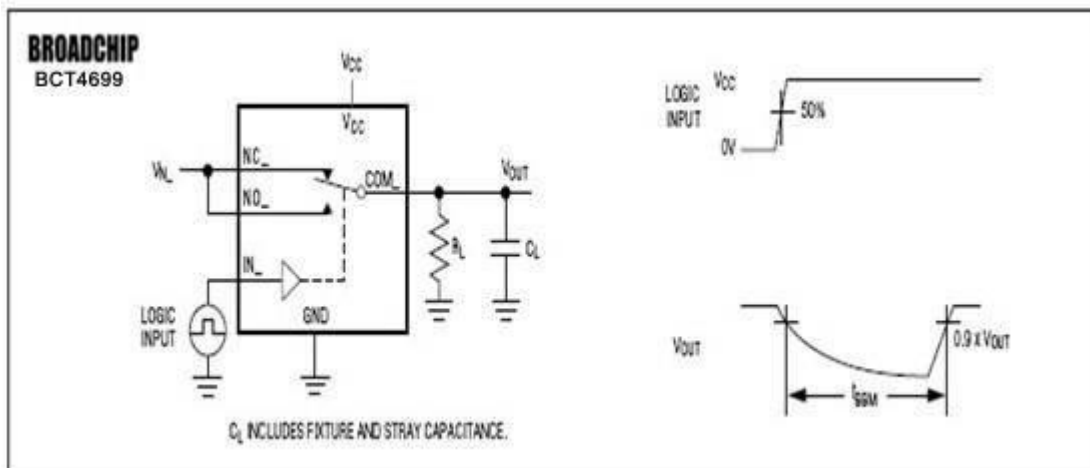 BROADCHIP
BCT4699
VCC
VCC
VN_
NC_
NO_
COM_
VOUT
IN_
RL
CL
LOGIC
INPUT
GND
CL INCLUDES FIXTURE AND STRAY CAPACITANCE.
LOGIC
INPUT
VCC
50%
0V
VOUT
0.9 x VOUT
tBBM